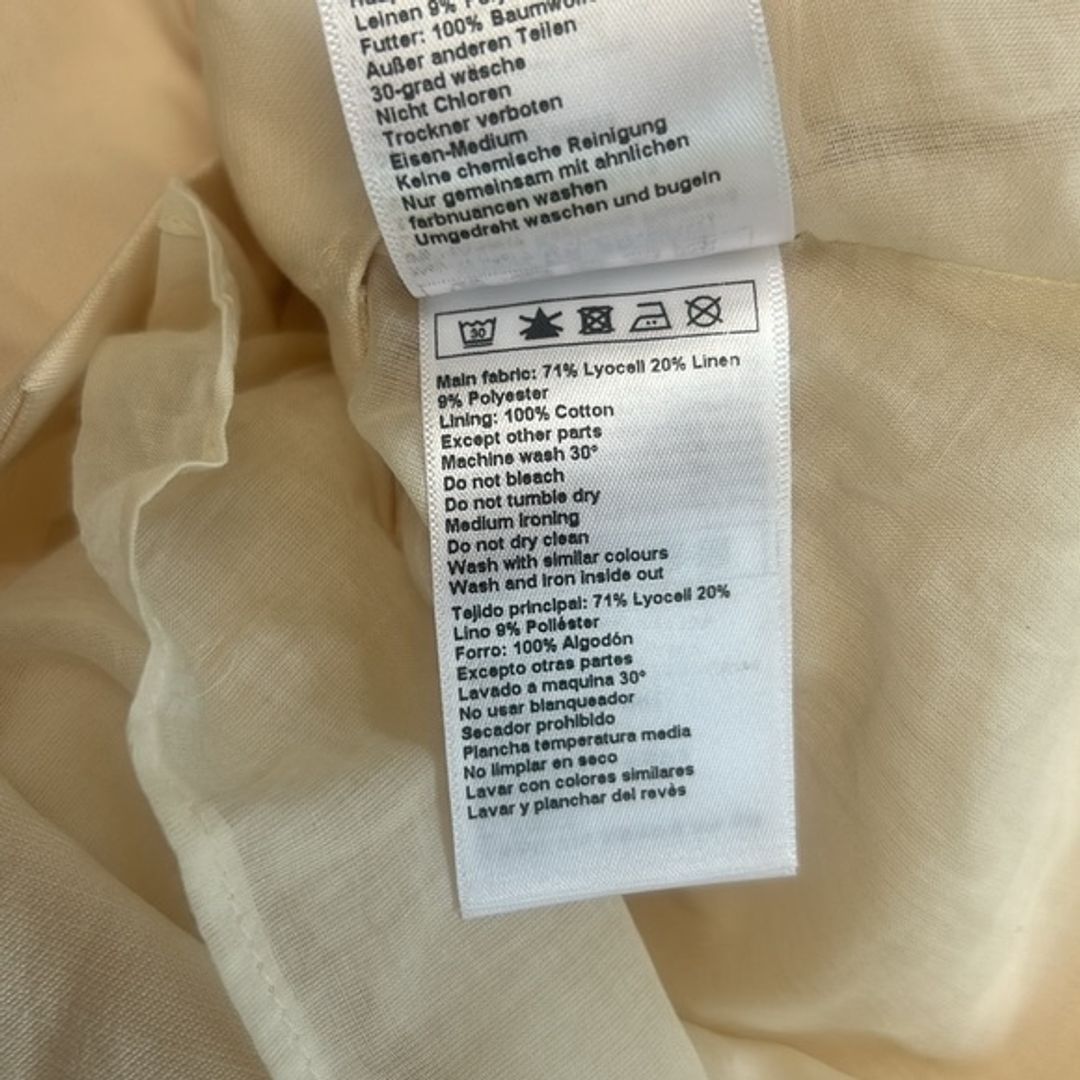 Leinen 9%
Futter: 100% Baumwoll
Außer anderen Teilen
30-grad wäsche
Nicht Chloren
Trockner verboten
Eisen-Medium
Keine chemische Reinigung
Nur gemeinsam mit ahnlichen
farbnuancen washen
Umgedreht waschen und bugeln
30
Main fabric: 71% Lyocell 20% Linen
9% Polyester
Lining: 100% Cotton
Except other parts
Machine wash 30°
Do not bleach
Do not tumble dry
Medium ironing
Do not dry clean
Wash with similar colours
Wash and iron inside out
Tejido principal: 71% Lyocell 20%
Lino 9% Poliéster
Forro: 100% Algodón
Excepto otras partes
Lavado a maquina 30°
No usar blanqueador
Secador prohibido
Plancha temperatura media
No limpiar en seco
Lavar con colores similares
Lavar y planchar del revès